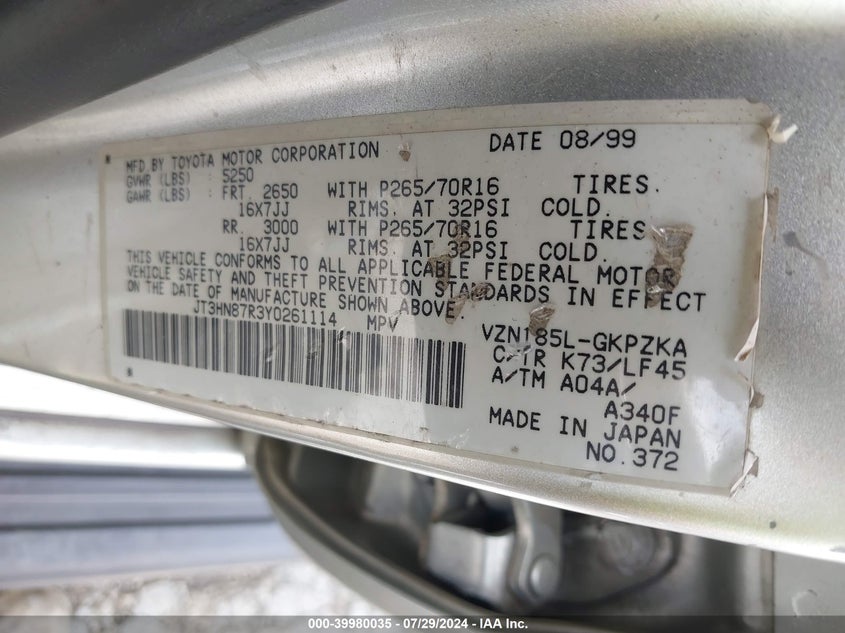 MFD BY TOYOTA MOTOR CORPORATION DATE 08/99
GVWR (LBS) : 5250
GAWR (LBS) : FRT. 2650 WITH P265/70R16 TIRES.
16X7JJ RIMS. AT 32PSI COLD.
RR. 3000 WITH P265/70R16 TIRES
16X7JJ RIMS. AT 32PSI COLD.
THIS VEHICLE CONFORMS TO ALL APPLICABLE FEDERAL MOTOR
VEHICLE SAFETY AND THEFT PREVENTION STANDARDS IN EFFECT
ON THE DATE OF MANUFACTURE SHOWN ABOVE.
JT3HN87R3Y0261114 MPV
VZN185L-GKPZKA
C/TR K73/LF45
A/TM A04A/
A340F
MADE IN JAPAN
NO.372
000-39980035 - 07/29/2024 - IAA Inc.